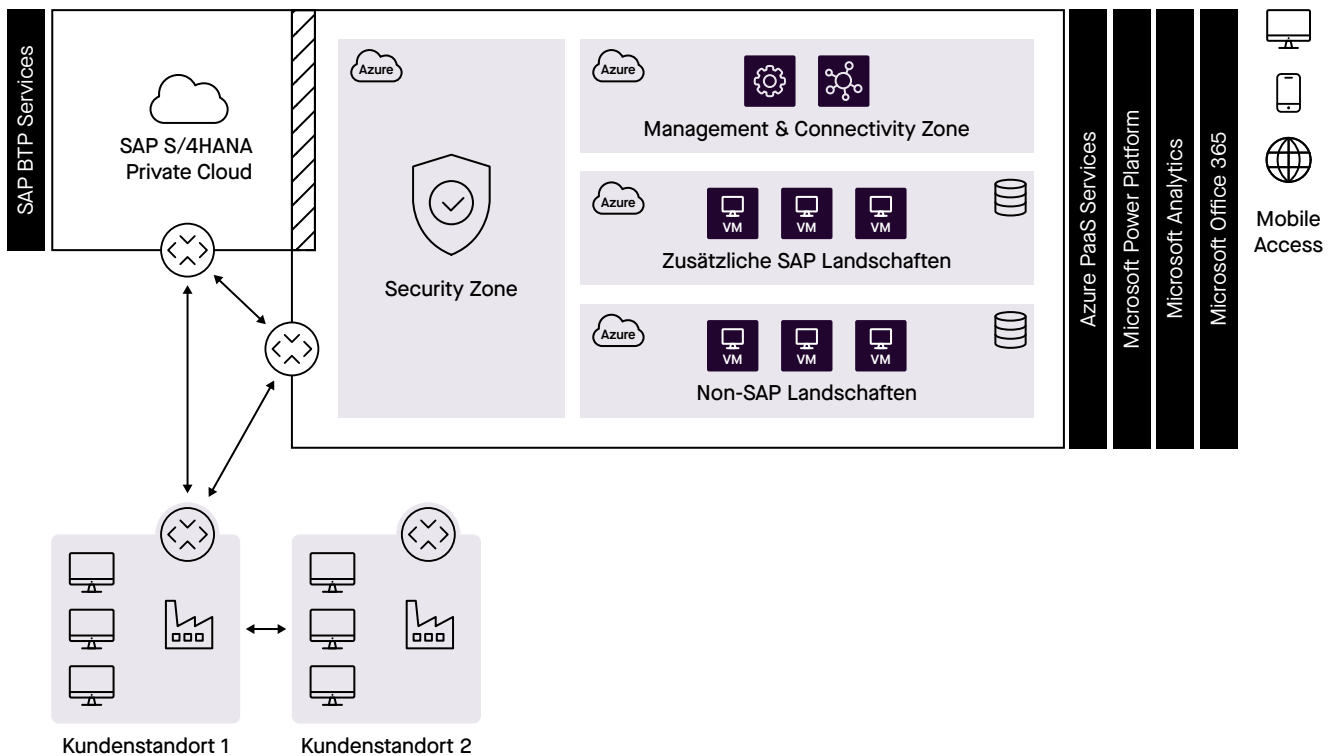 SAP BTP Services
SAP S/4HANA
Private Cloud
Azure
Security Zone
Azure
Management & Connectivity Zone
Azure
VM
VM
VM
Zusätzliche SAP Landschaften
Azure
VM
VM
VM
Non-SAP Landschaften
Azure PaaS Services
Microsoft Power Platform
Microsoft Analytics
Microsoft Office 365
Mobile
Access
Kundenstandort 1
Kundenstandort 2